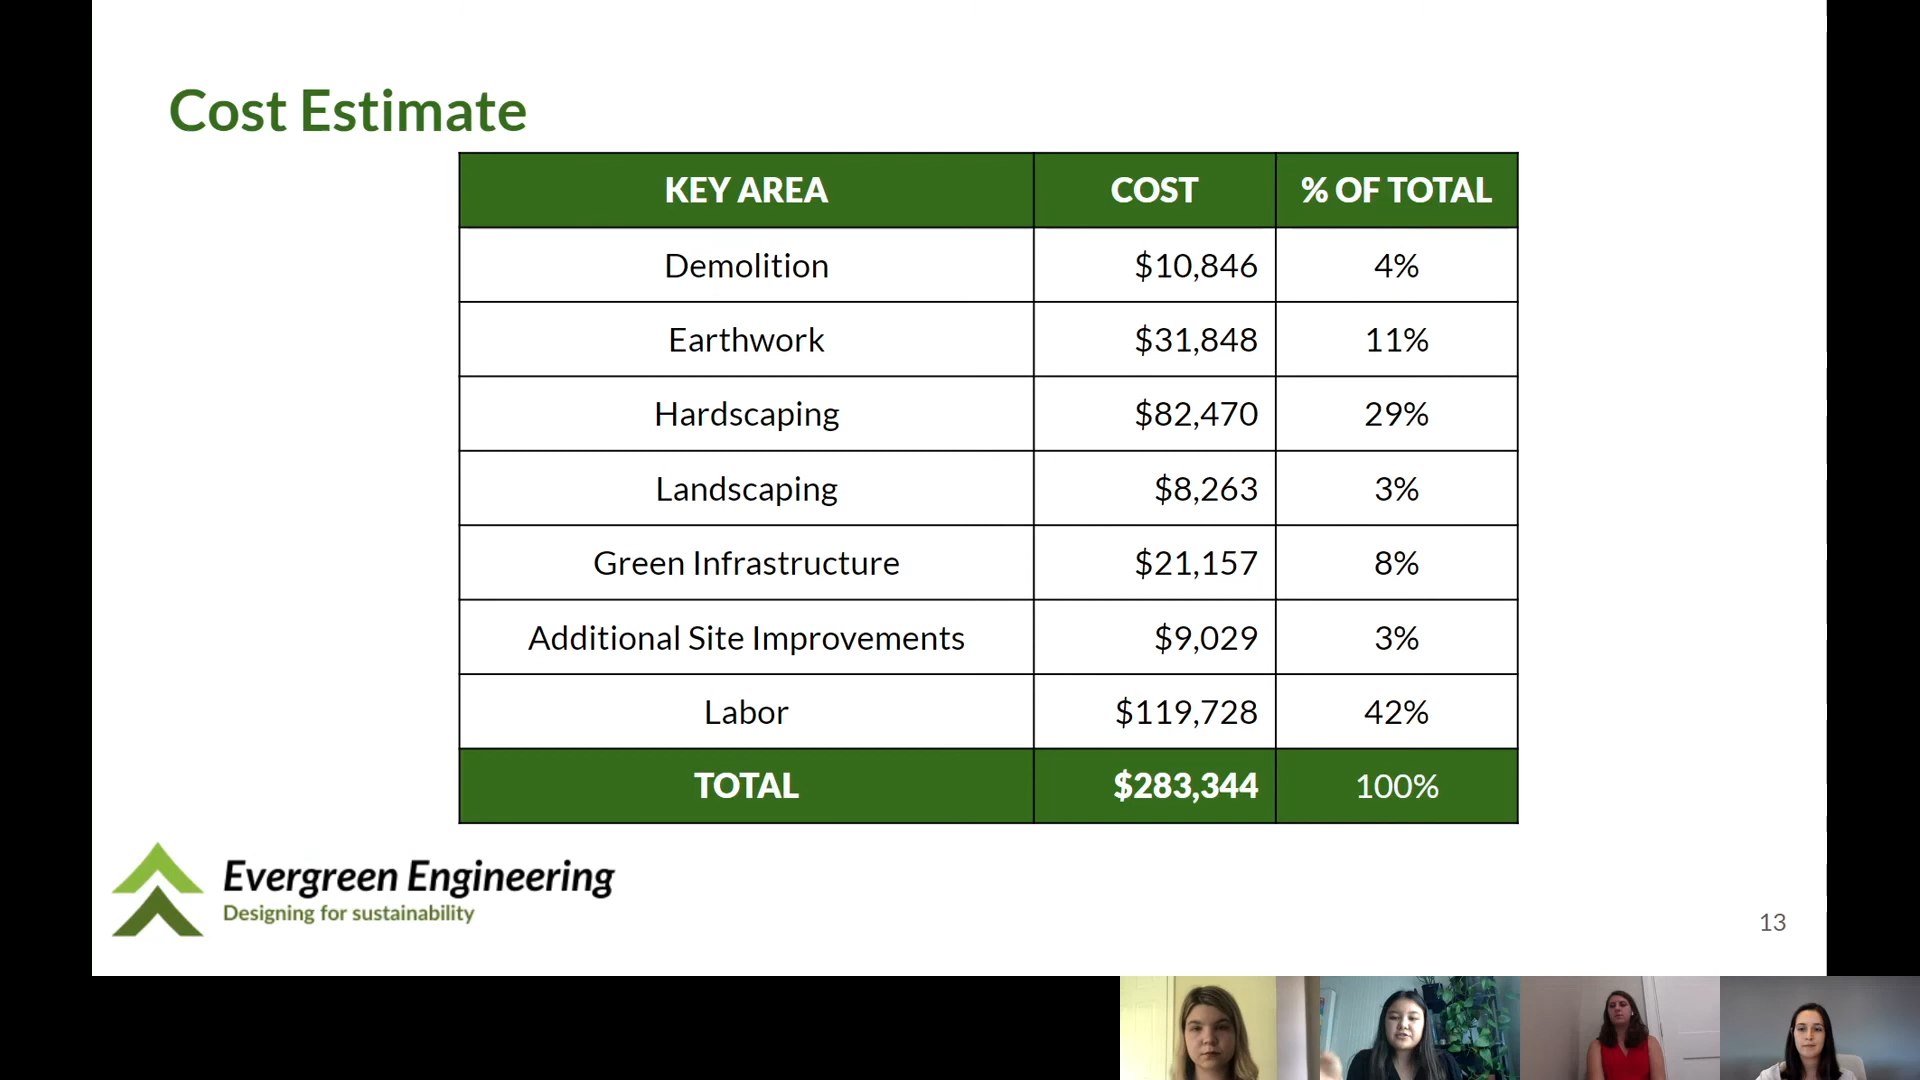 Cost Estimate
KEY AREA COST % OF TOTAL
Demolition $10,846 4%
Earthwork $31,848 11%
Hardscaping $82,470 29%
Landscaping $8,263 3%
Green Infrastructure $21,157 8%
Additional Site Improvements $9,029 3%
Labor $119,728 42%
TOTAL $283,344 100%
Evergreen Engineering
Designing for sustainability
13